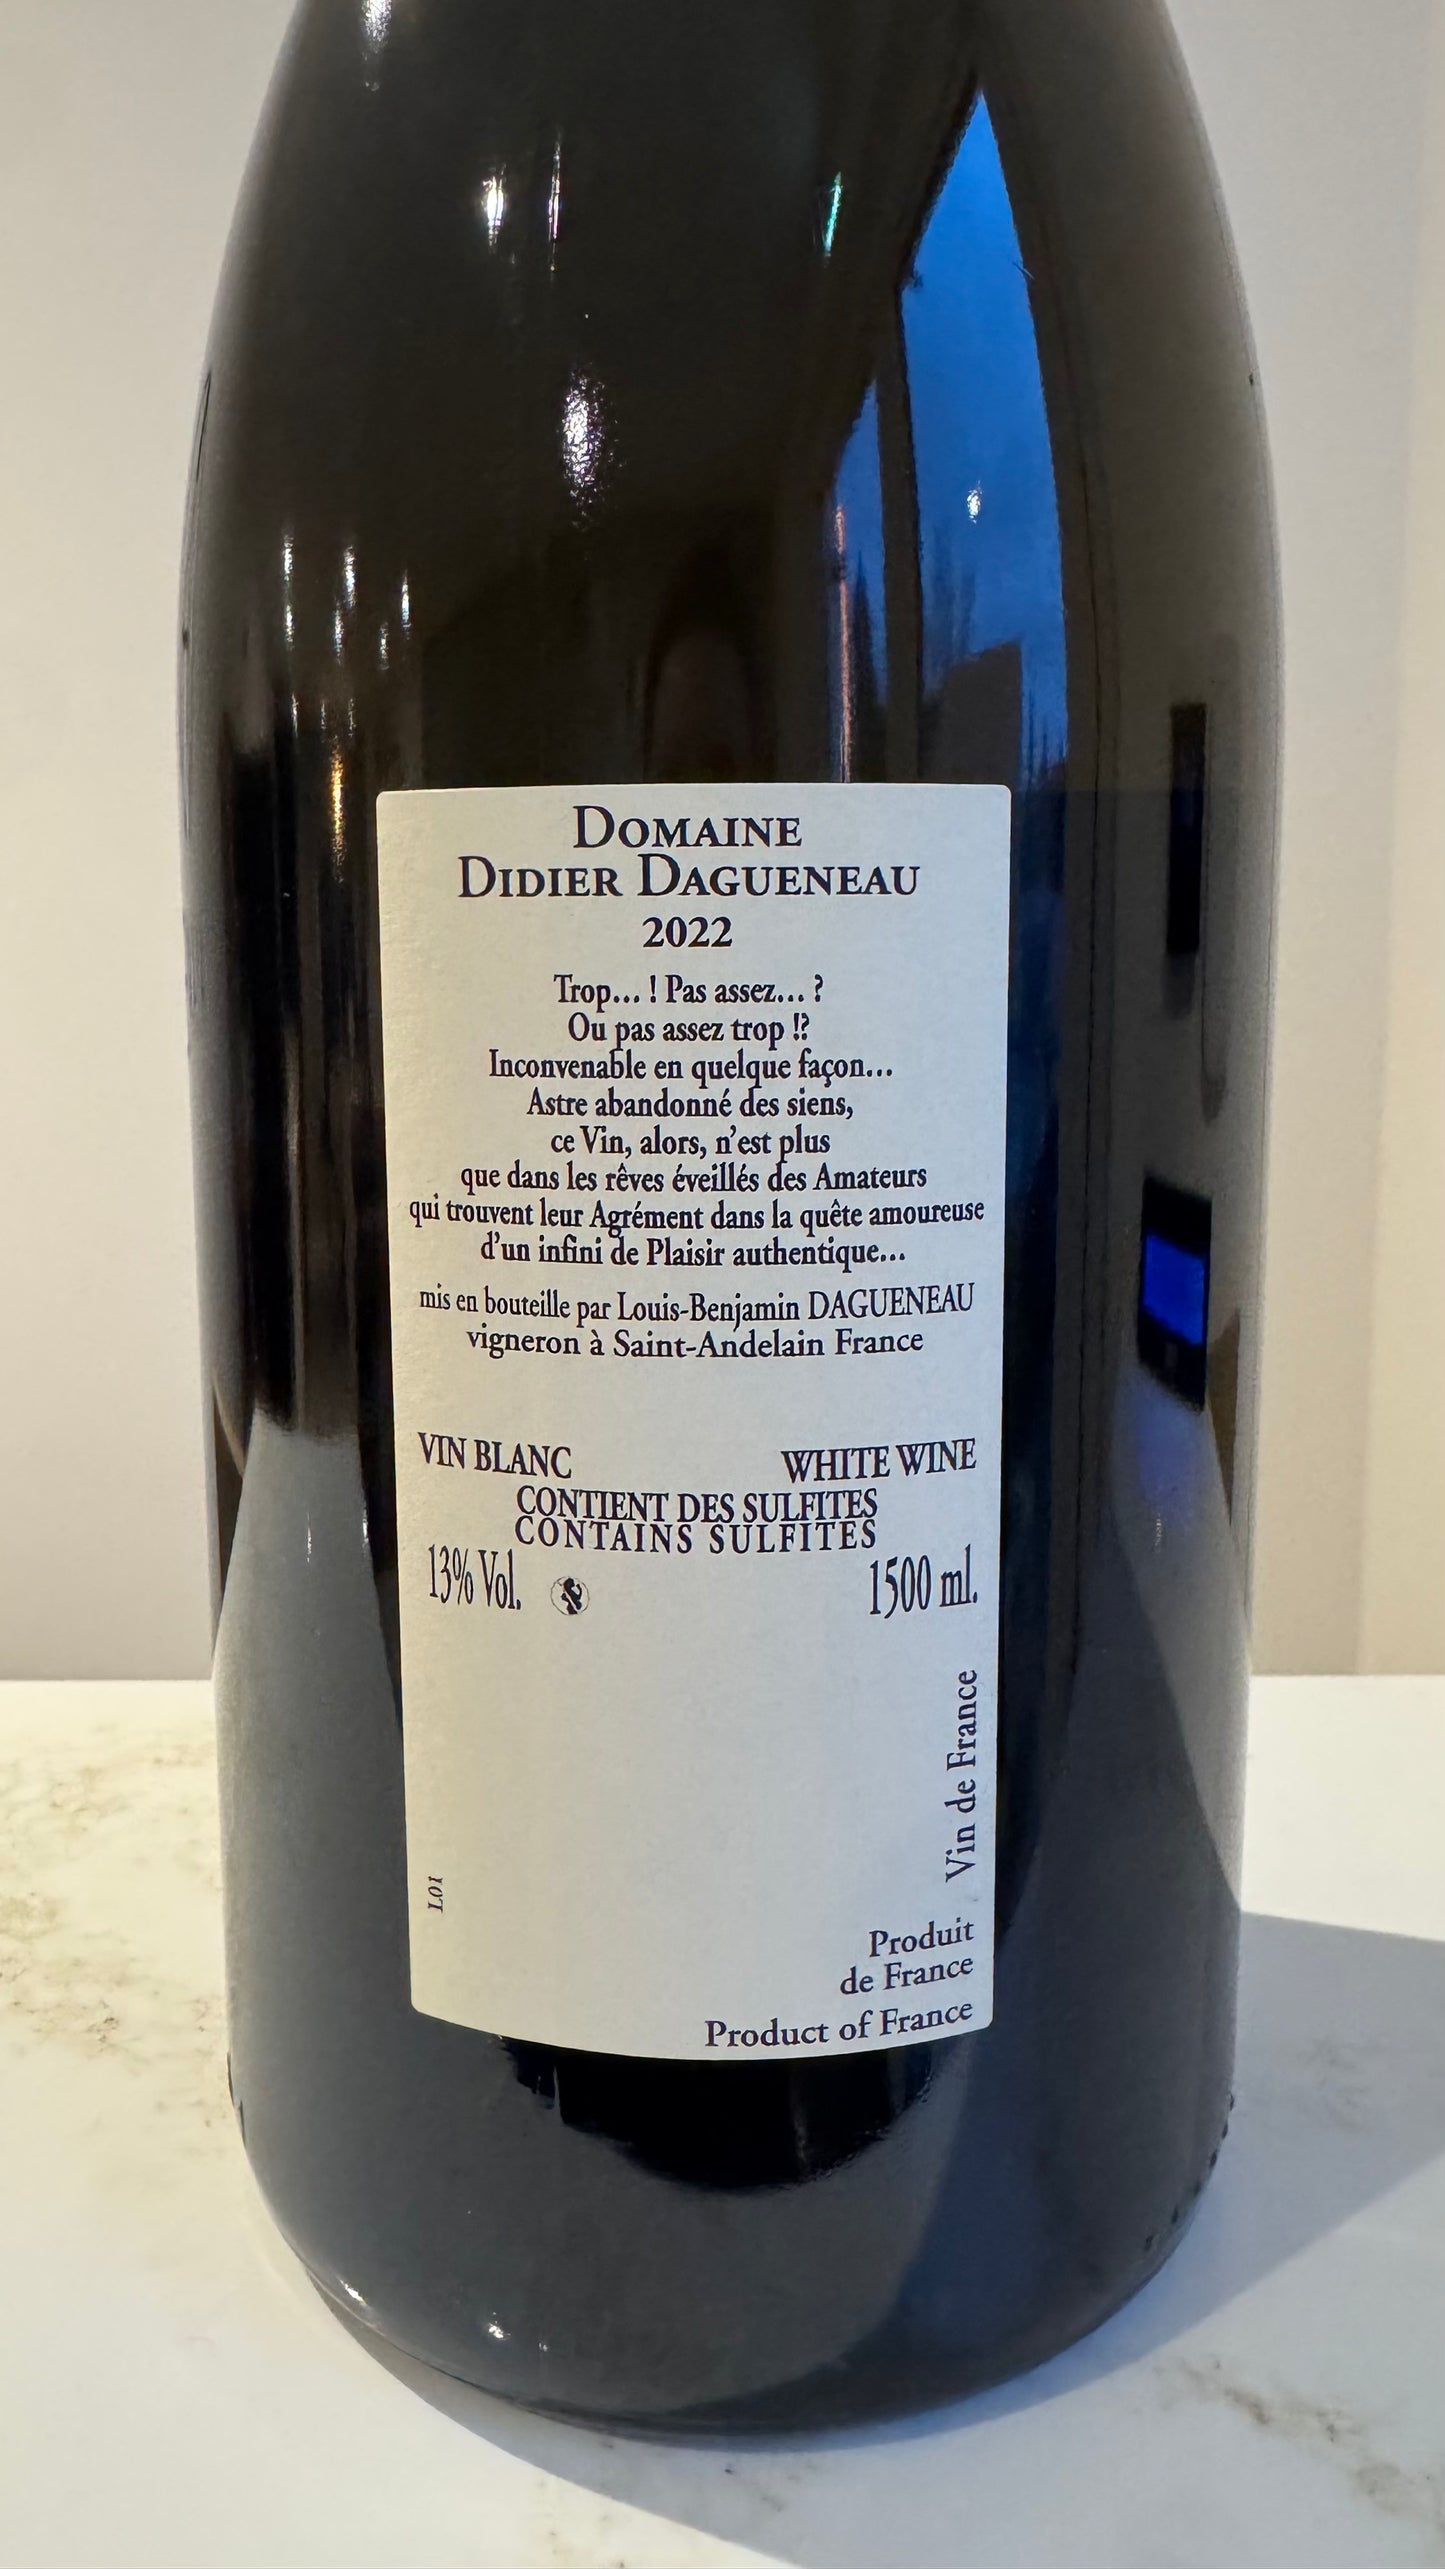 DOMAINE
DIDIER DAGUENEAU
2022
Trop... ! Pas assez... ?
Ou pas assez trop !?
Inconvenable en quelque façon...
Astre abandonné des siens,
ce Vin, alors, n'est plus
que dans les rêves éveillés des Amateurs
qui trouvent leur Agrément dans la quête amoureuse
d'un infini de Plaisir authentique...
mis en bouteille par Louis-Benjamin DAGUENEAU
vigneron à Saint-Andelain France
VIN BLANC WHITE WINE
CONTIENT DES SULFITES
CONTAINS SULFITES
13% Vol. 1500 ml.
Vin de France
L01
Produit
de France
Product of France